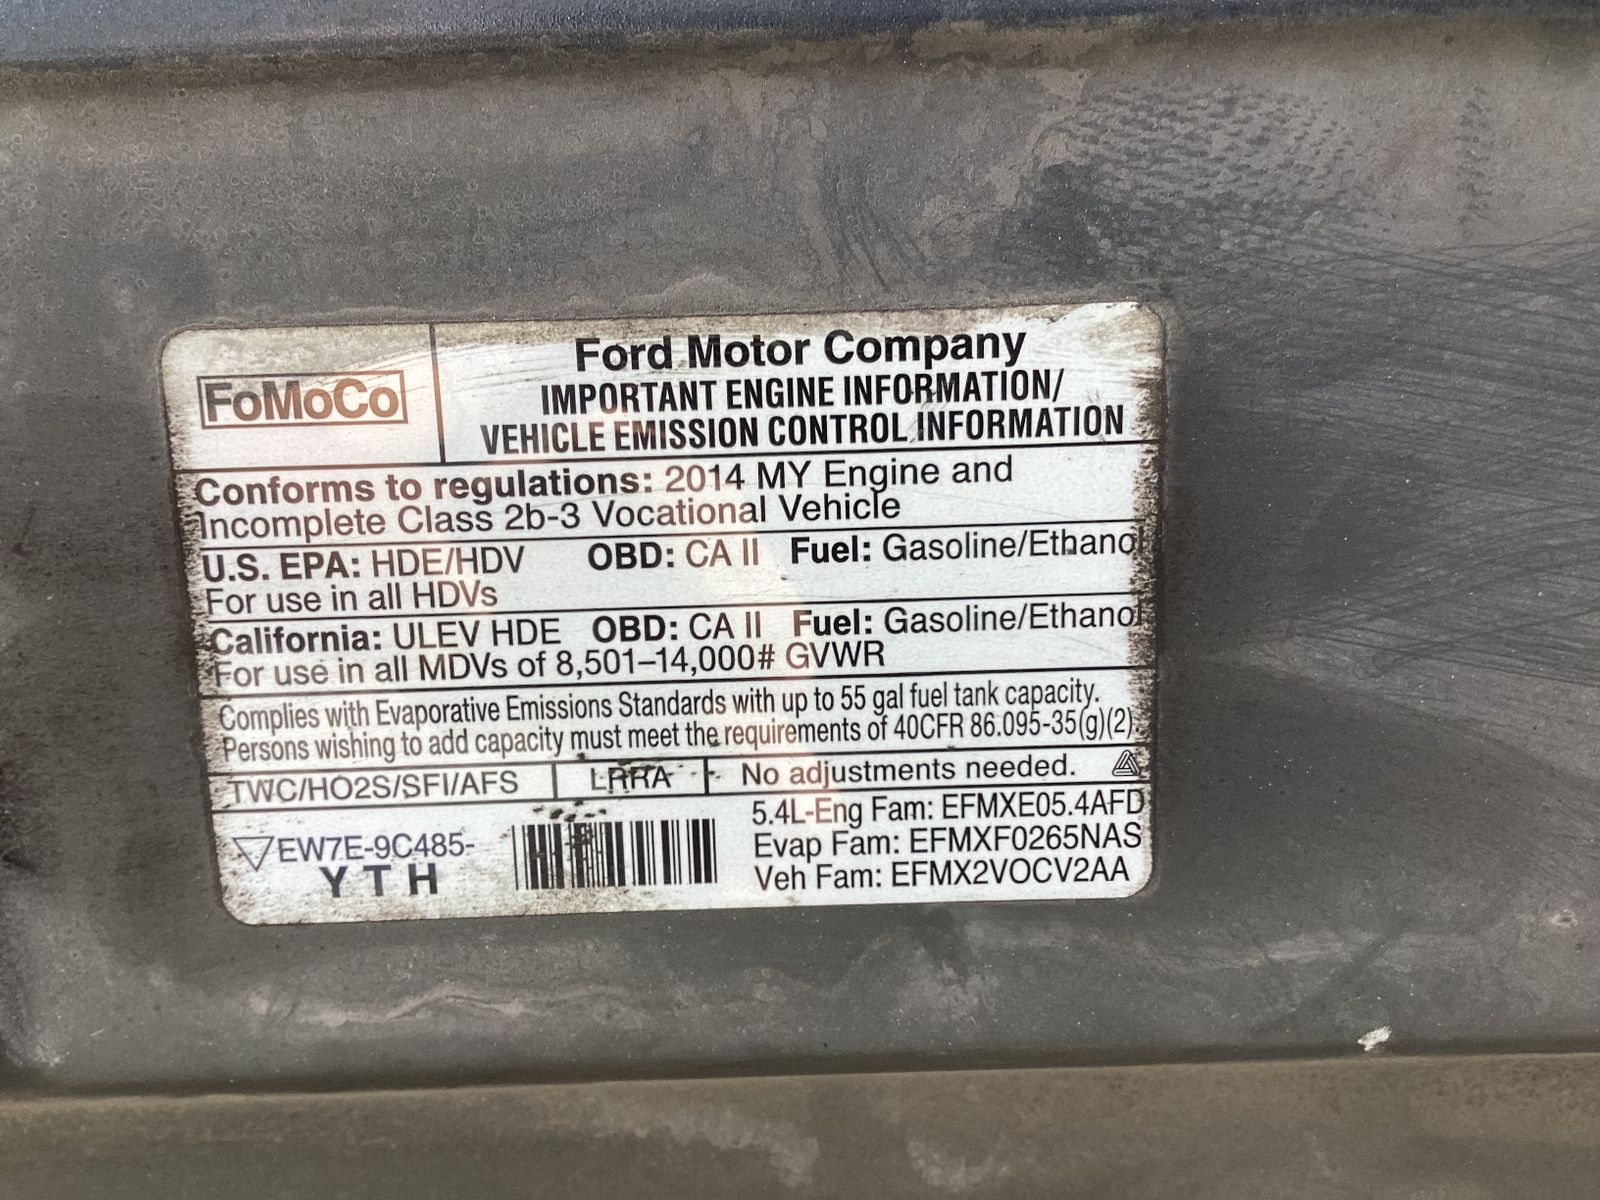 FoMoCo
Ford Motor Company
IMPORTANT ENGINE INFORMATION/
VEHICLE EMISSION CONTROL INFORMATION
Conforms to regulations: 2014 MY Engine and
Incomplete Class 2b-3 Vocational Vehicle
U.S. EPA: HDE/HDV OBD: CA II Fuel: Gasoline/Ethanol
For use in all HDVs
California: ULEV HDE OBD: CA II Fuel: Gasoline/Ethanol
For use in all MDVs of 8,501–14,000# GVWR
Complies with Evaporative Emissions Standards with up to 55 gal fuel tank capacity.
Persons wishing to add capacity must meet the requirements of 40CFR 86.095-35(g)(2).
TWC/HO2S/SFI/AFS LRRA No adjustments needed.
EW7E-9C485-
YTH
5.4L-Eng Fam: EFMXE05.4AFD
Evap Fam: EFMXF0265NAS
Veh Fam: EFMX2VOCV2AA